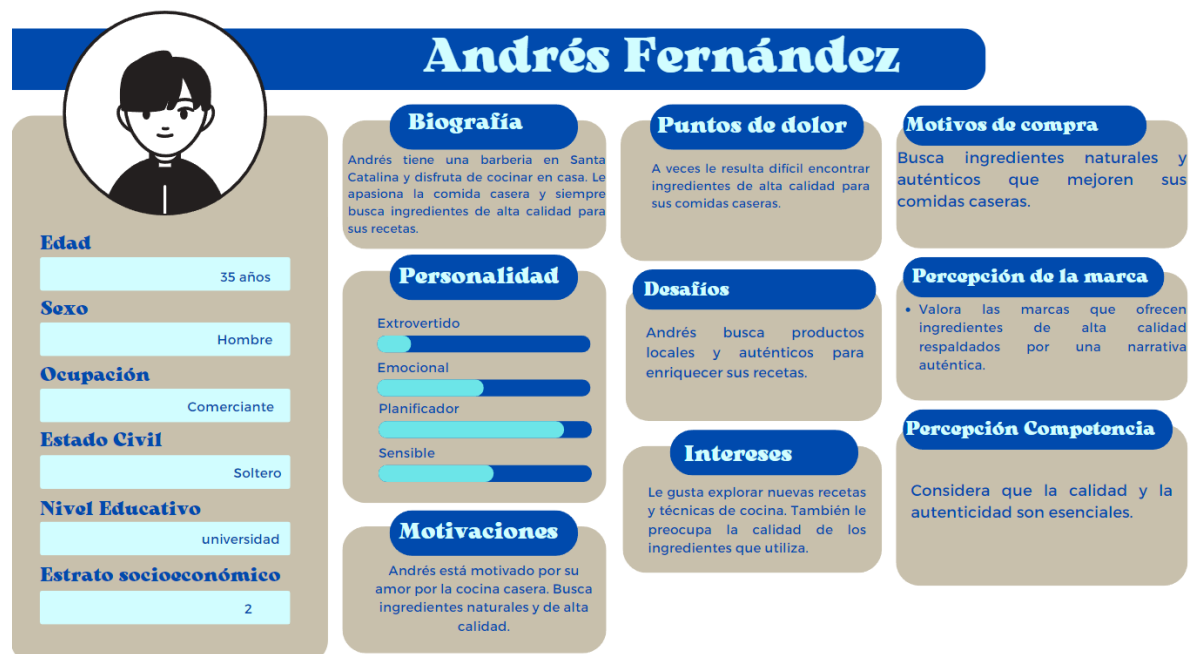 Andrés Fernández
Edad
35 años
Sexo
Hombre
Ocupación
Comerciante
Estado Civil
Soltero
Nivel Educativo
universidad
Estrato socioeconómico
2
Biografía
Andrés tiene una barberia en Santa
Catalina y disfruta de cocinar en casa. Le
apasiona la comida casera y siempre
busca ingredientes de alta calidad para
sus recetas.
Personalidad
Extrovertido
Emocional
Planificador
Sensible
Motivaciones
Andrés está motivado por su
amor por la cocina casera. Busca
ingredientes naturales y de alta
calidad.
Puntos de dolor
A veces le resulta difícil encontrar
ingredientes de alta calidad para
sus comidas caseras.
Desafíos
Andrés busca productos
locales y auténticos para
enriquecer sus recetas.
Intereses
Le gusta explorar nuevas recetas
y técnicas de cocina. También le
preocupa la calidad de los
ingredientes que utiliza.
Motivos de compra
Busca ingredientes naturales y
auténticos que mejoren sus
comidas caseras.
Percepción de la marca
• Valora las marcas que ofrecen
ingredientes de alta calidad
respaldados por una narrativa
auténtica.
Percepción Competencia
Considera que la calidad y la
autenticidad son esenciales.